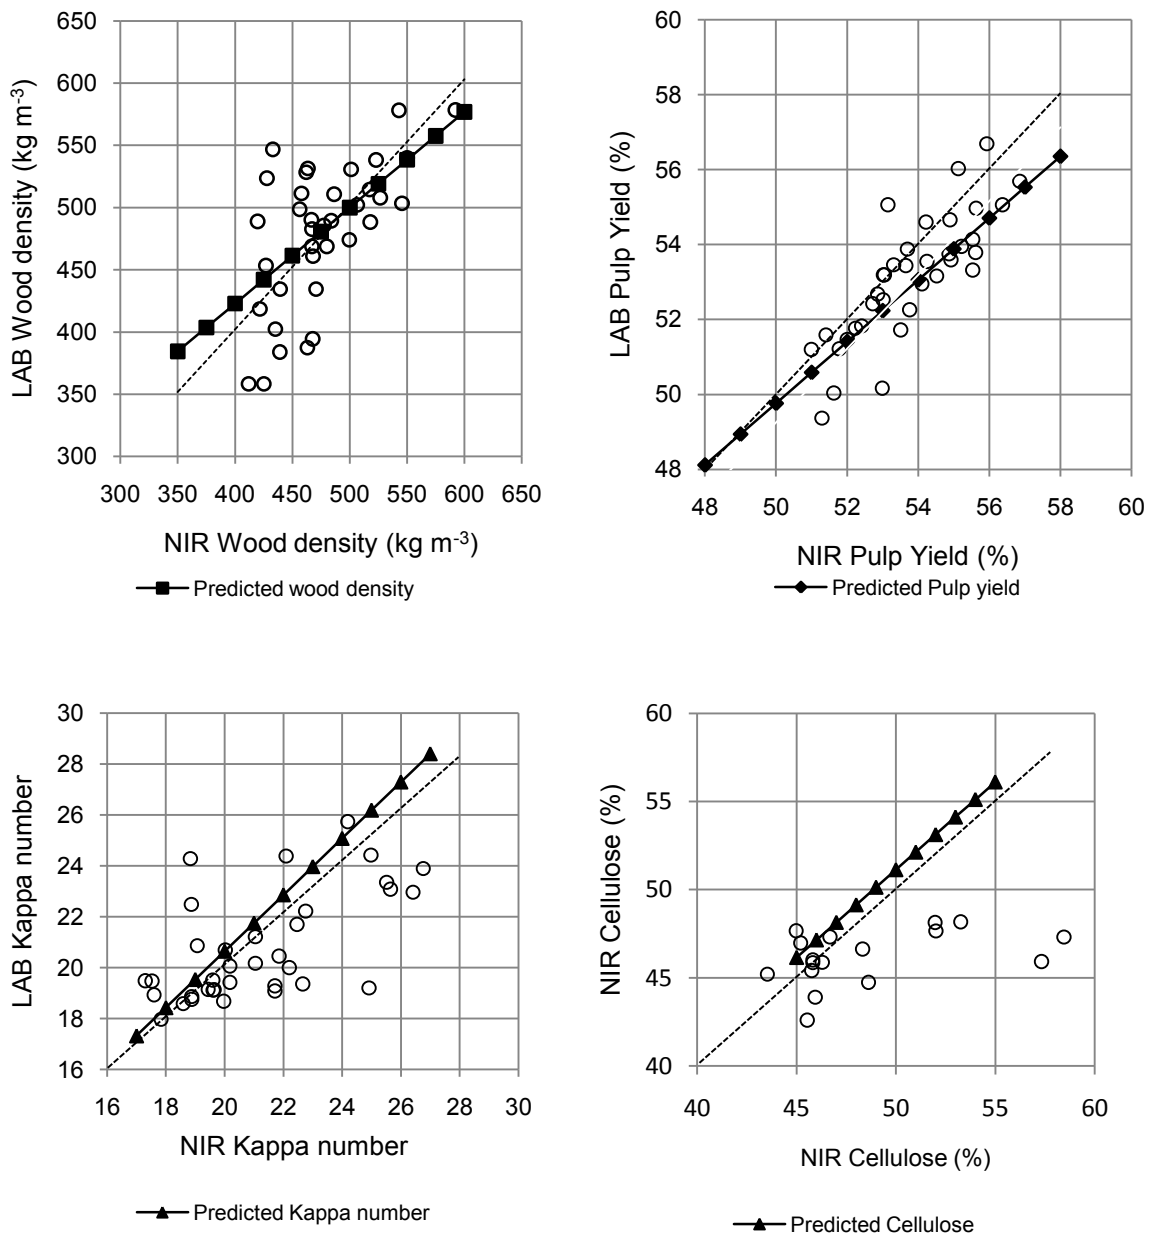 LAB Wood density (kg m-3)
650
600
550
500
450
400
350
300
300 350 400 450 500 550 600 650
NIR Wood density (kg m-3)
Predicted wood density
LAB Pulp Yield (%)
60
58
56
54
52
50
48
48 50 52 54 56 58 60
NIR Pulp Yield (%)
Predicted Pulp yield
LAB Kappa number
30
28
26
24
22
20
18
16
16 18 20 22 24 26 28 30
NIR Kappa number
Predicted Kappa number
NIR Cellulose (%)
60
55
50
45
40
40 45 50 55 60
NIR Cellulose (%)
Predicted Cellulose